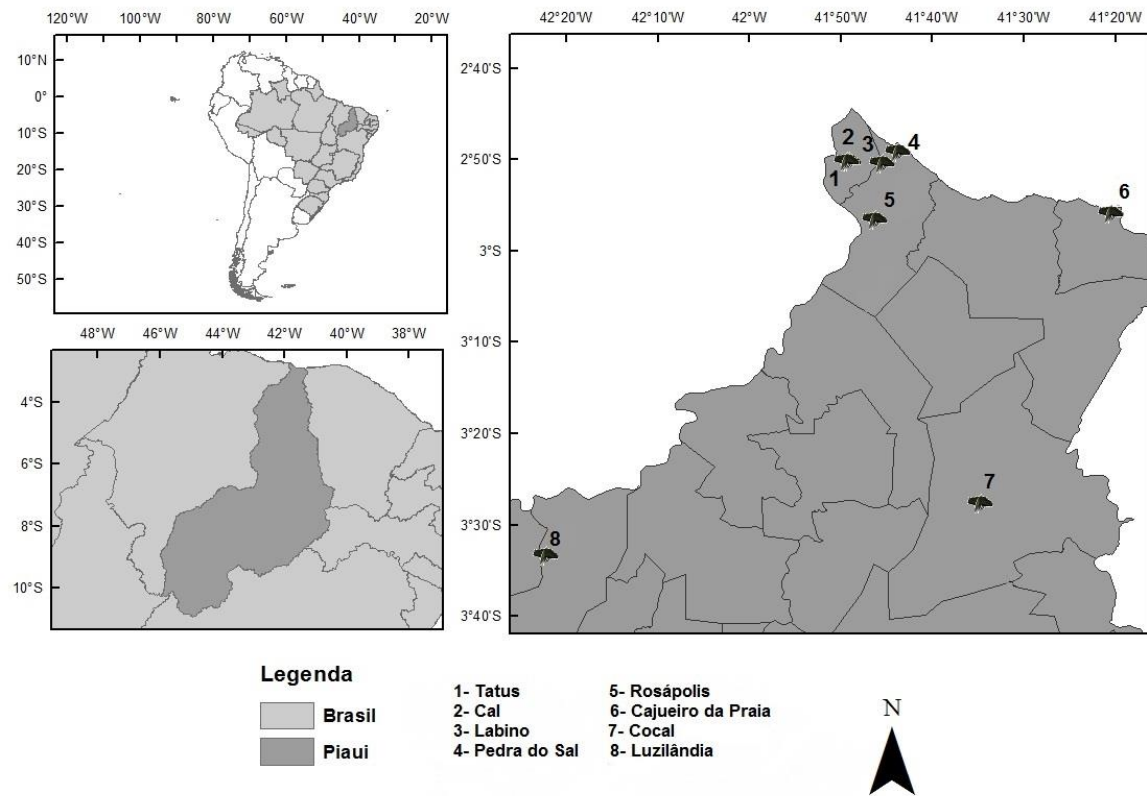 120°W 80°W 60°W 40°W 20°W
10°N
0°
10°S
20°S
30°S
40°S
50°S
48°W 46°W 44°W 42°W 40°W 38°W
4°S
6°S
8°S
10°S
42°20'W 42°10'W 42°W 41°50'W 41°40'W 41°30'W 41°20'W
2°40'S
2°50'S
3°S
3°10'S
3°20'S
3°30'S
3°40'S
2 3 4
1
5
6
7
8
Legenda
Brasil
Piaui
1- Tatus
2- Cal
3- Labino
4- Pedra do Sal
5- Rosápolis
6- Cajueiro da Praia
7- Cocal
8- Luzilândia
N